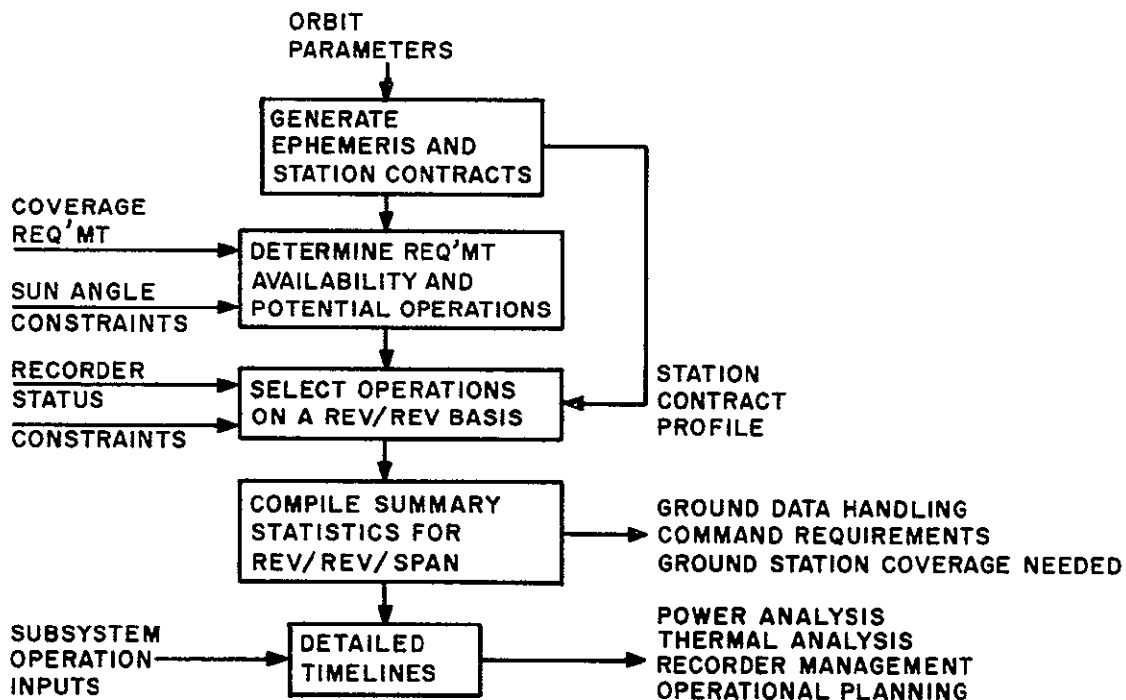 ORBIT
PARAMETERS
GENERATE
EPHEMERIS AND
STATION CONTRACTS
COVERAGE
REQ'MT
SUN ANGLE
CONSTRAINTS
DETERMINE REQ'MT
AVAILABILITY AND
POTENTIAL OPERATIONS
RECORDER
STATUS
CONSTRAINTS
SELECT OPERATIONS
ON A REV/REV BASIS
STATION
CONTRACT
PROFILE
COMPILE SUMMARY
STATISTICS FOR
REV/REV/SPAN
GROUND DATA HANDLING
COMMAND REQUIREMENTS
GROUND STATION COVERAGE NEEDED
SUBSYSTEM
OPERATION
INPUTS
DETAILED
TIMELINES
POWER ANALYSIS
THERMAL ANALYSIS
RECORDER MANAGEMENT
OPERATIONAL PLANNING